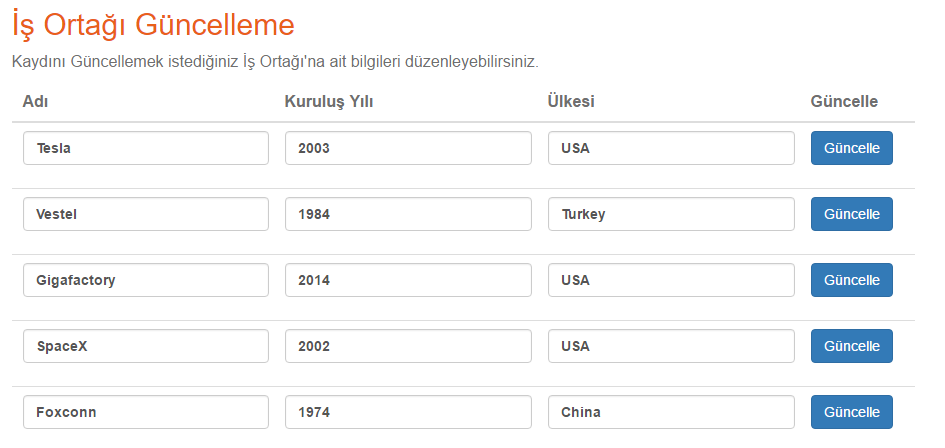 İş Ortağı Güncelleme
Kaydını Güncellemek istediğiniz İş Ortağı'na ait bilgileri düzenleyebilirsiniz.
Adı Kuruluş Yılı Ülkesi Güncelle
Tesla 2003 USA Güncelle
Vestel 1984 Turkey Güncelle
Gigafactory 2014 USA Güncelle
SpaceX 2002 USA Güncelle
Foxconn 1974 China Güncelle